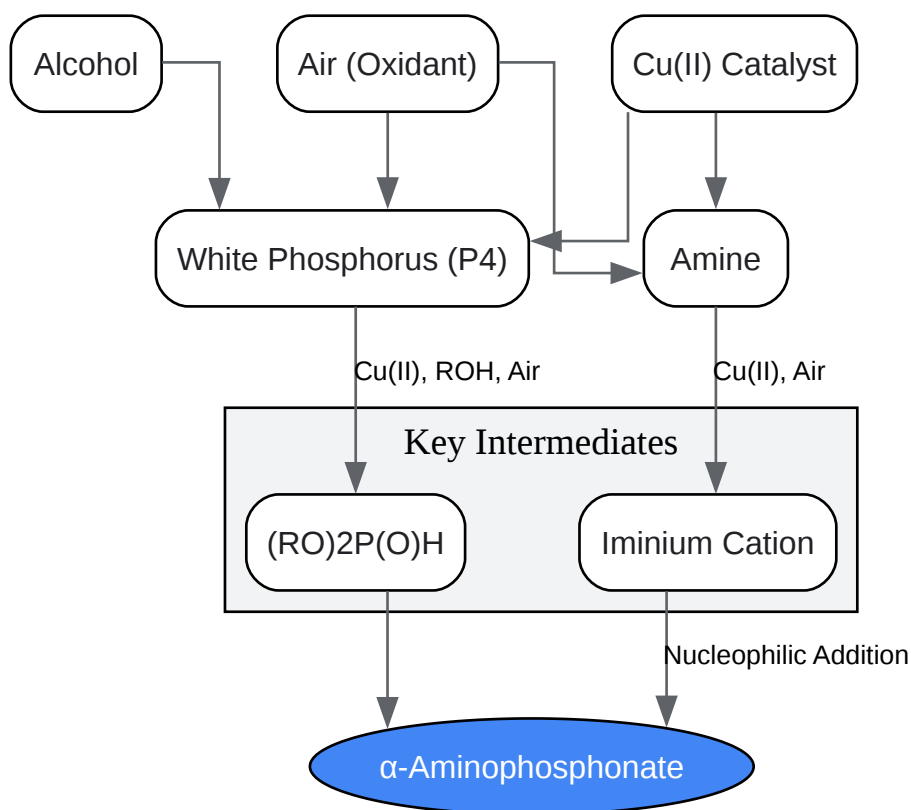 Alcohol
Air (Oxidant)
Cu(II) Catalyst
White Phosphorus (P4)
Amine
Cu(II), ROH, Air
Cu(II), Air
Key Intermediates
(RO)2P(O)H
Iminium Cation
Nucleophilic Addition
α-Aminophosphonate